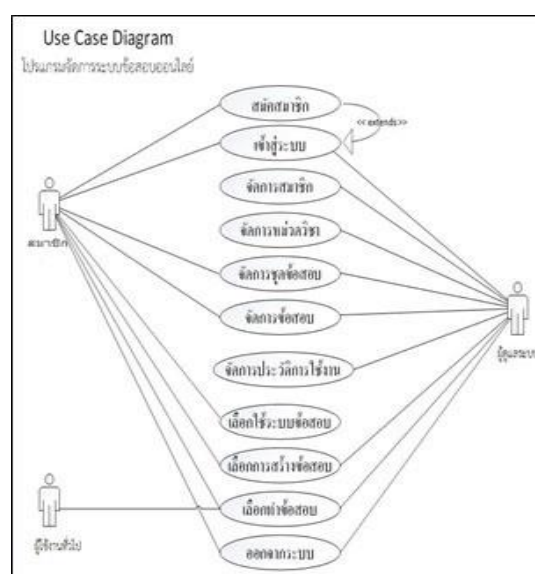 Use Case Diagram
โปรแกรมจัดการระบบข้อสอบออนไลน์
สมัคสมาชิก
<< extends>>
เข้าสู่ระบบ
จัดการสมาชิก
สมาชิก
จัดการหมวดวิชา
จัดการชุดข้อสอบ
จัดการข้อสอบ
ผู้ดูแลระบบ
จัดการประวัติการใช้งาน
เลือกใช้ระบบข้อสอบ
เลือกการสร้างข้อสอบ
เลือกทำข้อสอบ
ผู้ใช้งานทั่วไป
ออกจากระบบ